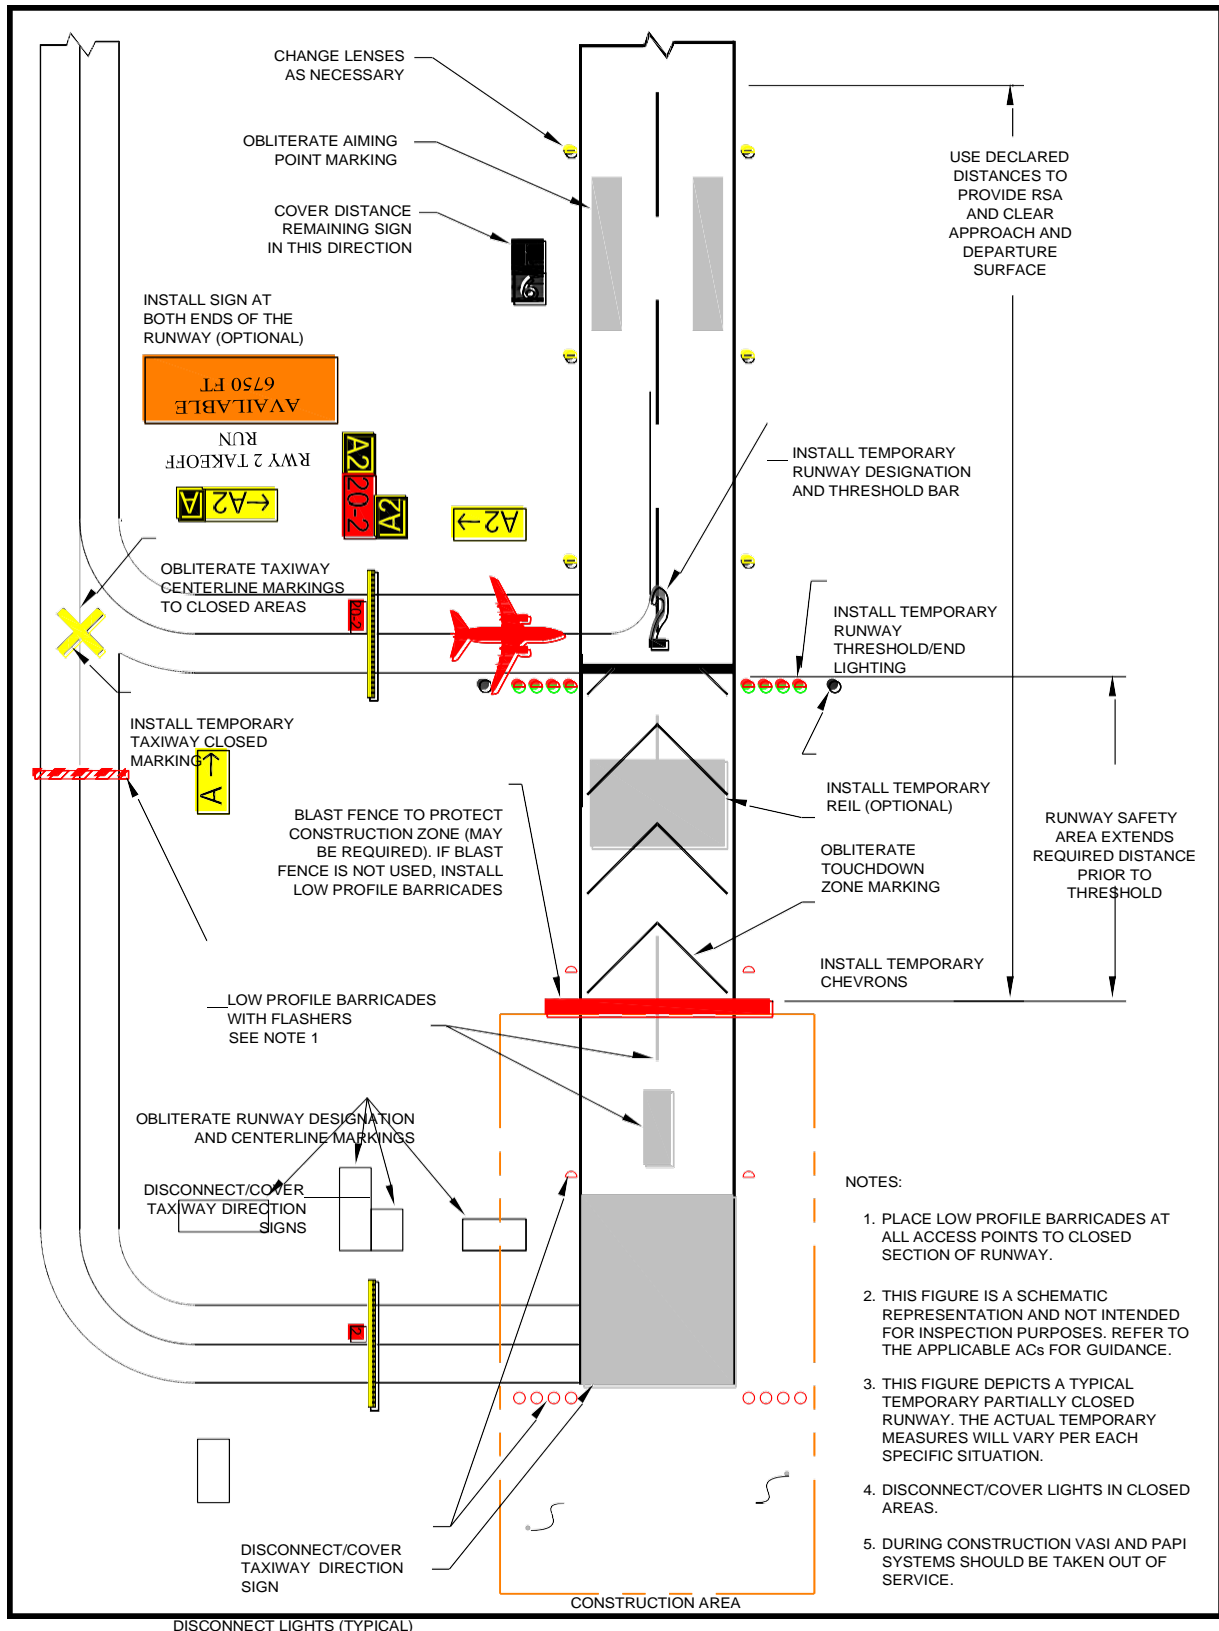 CHANGE LENSES
AS NECESSARY
OBLITERATE AIMING
POINT MARKING
COVER DISTANCE
REMAINING SIGN
IN THIS DIRECTION
6
USE DECLARED
DISTANCES TO
PROVIDE RSA
AND CLEAR
APPROACH AND
DEPARTURE
SURFACE
INSTALL SIGN AT
BOTH ENDS OF THE
RUNWAY (OPTIONAL)
RWY 2 TAKEOFF
RUN
AVAILABLE
6750 FT
A2
20-2
A2
←A2
A
A2→
INSTALL TEMPORARY
RUNWAY DESIGNATION
AND THRESHOLD BAR
OBLITERATE TAXIWAY
CENTERLINE MARKINGS
TO CLOSED AREAS
20-2
2
INSTALL TEMPORARY
RUNWAY
THRESHOLD/END
LIGHTING
INSTALL TEMPORARY
TAXIWAY CLOSED
MARKING
A→
INSTALL TEMPORARY
REIL (OPTIONAL)
BLAST FENCE TO PROTECT
CONSTRUCTION ZONE (MAY
BE REQUIRED). IF BLAST
FENCE IS NOT USED, INSTALL
LOW PROFILE BARRICADES
RUNWAY SAFETY
AREA EXTENDS
REQUIRED DISTANCE
PRIOR TO
THRESHOLD
OBLITERATE
TOUCHDOWN
ZONE MARKING
INSTALL TEMPORARY
CHEVRONS
LOW PROFILE BARRICADES
WITH FLASHERS
SEE NOTE 1
OBLITERATE RUNWAY DESIGNATION
AND CENTERLINE MARKINGS
DISCONNECT/COVER
TAXIWAY DIRECTION
SIGNS
2
NOTES:
1. PLACE LOW PROFILE BARRICADES AT
ALL ACCESS POINTS TO CLOSED
SECTION OF RUNWAY.
2. THIS FIGURE IS A SCHEMATIC
REPRESENTATION AND NOT INTENDED
FOR INSPECTION PURPOSES. REFER TO
THE APPLICABLE ACs FOR GUIDANCE.
3. THIS FIGURE DEPICTS A TYPICAL
TEMPORARY PARTIALLY CLOSED
RUNWAY. THE ACTUAL TEMPORARY
MEASURES WILL VARY PER EACH
SPECIFIC SITUATION.
4. DISCONNECT/COVER LIGHTS IN CLOSED
AREAS.
5. DURING CONSTRUCTION VASI AND PAPI
SYSTEMS SHOULD BE TAKEN OUT OF
SERVICE.
DISCONNECT/COVER
TAXIWAY DIRECTION
SIGN
CONSTRUCTION AREA
DISCONNECT LIGHTS (TYPICAL)